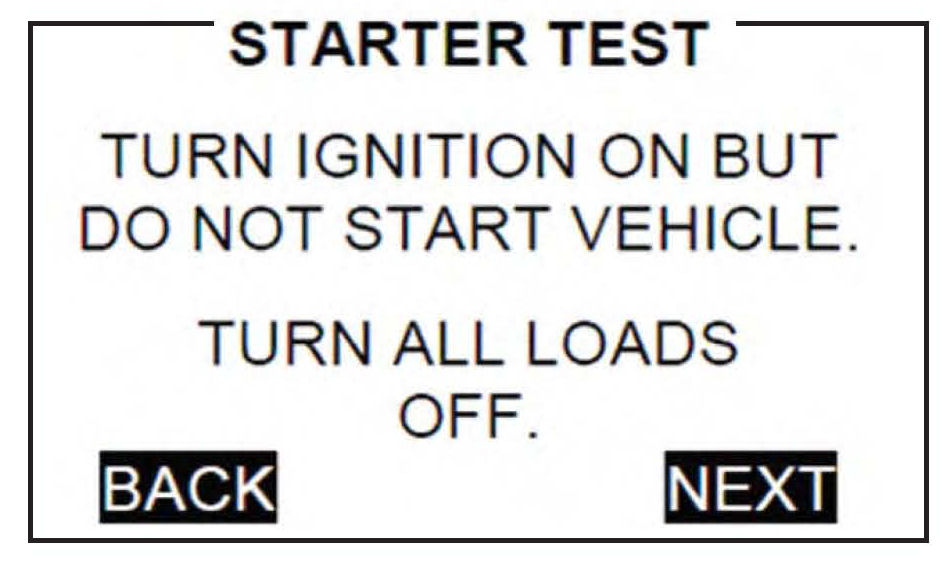 STARTER TEST
TURN IGNITION ON BUT
DO NOT START VEHICLE.
TURN ALL LOADS
OFF.
BACK NEXT